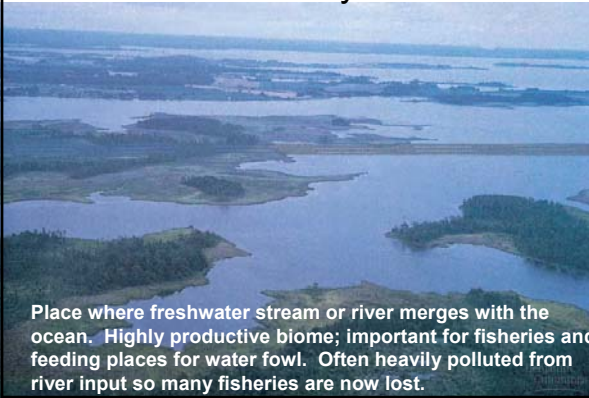 Place where freshwater stream or river merges with the
ocean. Highly productive biome; important for fisheries and
feeding places for water fowl. Often heavily polluted from
river input so many fisheries are now lost.